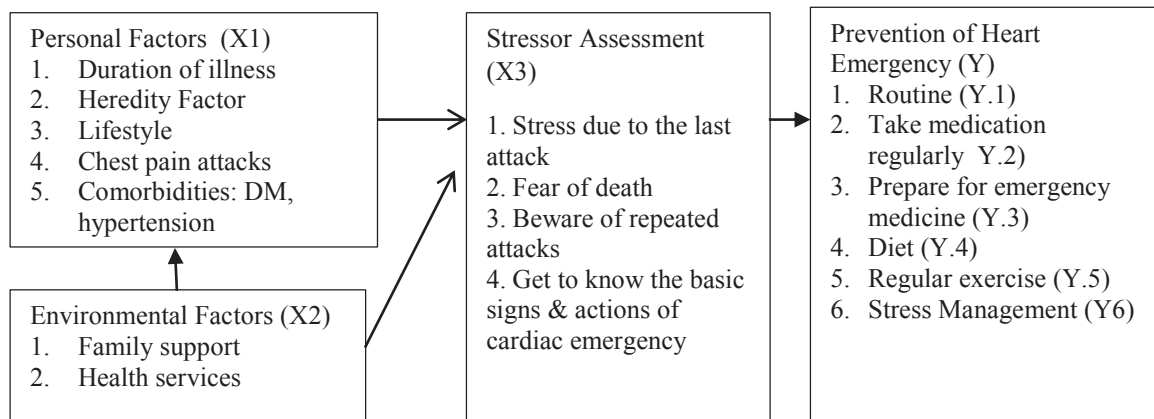 Personal Factors (X1)
1. Duration of illness
2. Heredity Factor
3. Lifestyle
4. Chest pain attacks
5. Comorbidities: DM,
hypertension
Environmental Factors (X2)
1. Family support
2. Health services
Stressor Assessment
(X3)
1. Stress due to the last
attack
2. Fear of death
3. Beware of repeated
attacks
4. Get to know the basic
signs & actions of
cardiac emergency
Prevention of Heart
Emergency (Y)
1. Routine (Y.1)
2. Take medication
regularly Y.2)
3. Prepare for emergency
medicine (Y.3)
4. Diet (Y.4)
5. Regular exercise (Y.5)
6. Stress Management (Y6)